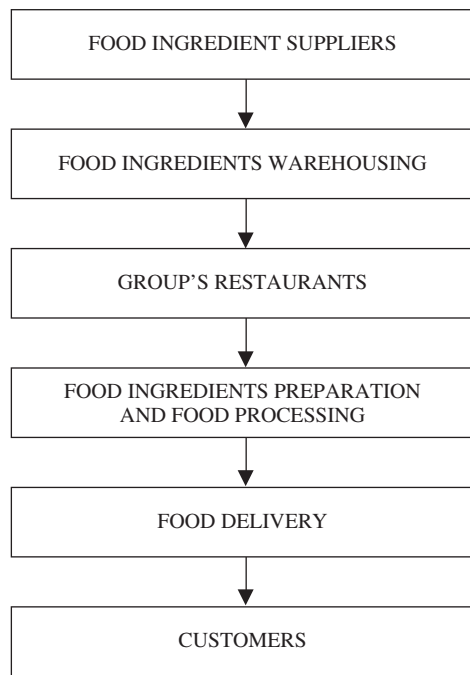 FOOD INGREDIENT SUPPLIERS
FOOD INGREDIENTS WAREHOUSING
GROUP’S RESTAURANTS
FOOD INGREDIENTS PREPARATION
AND FOOD PROCESSING
FOOD DELIVERY
CUSTOMERS